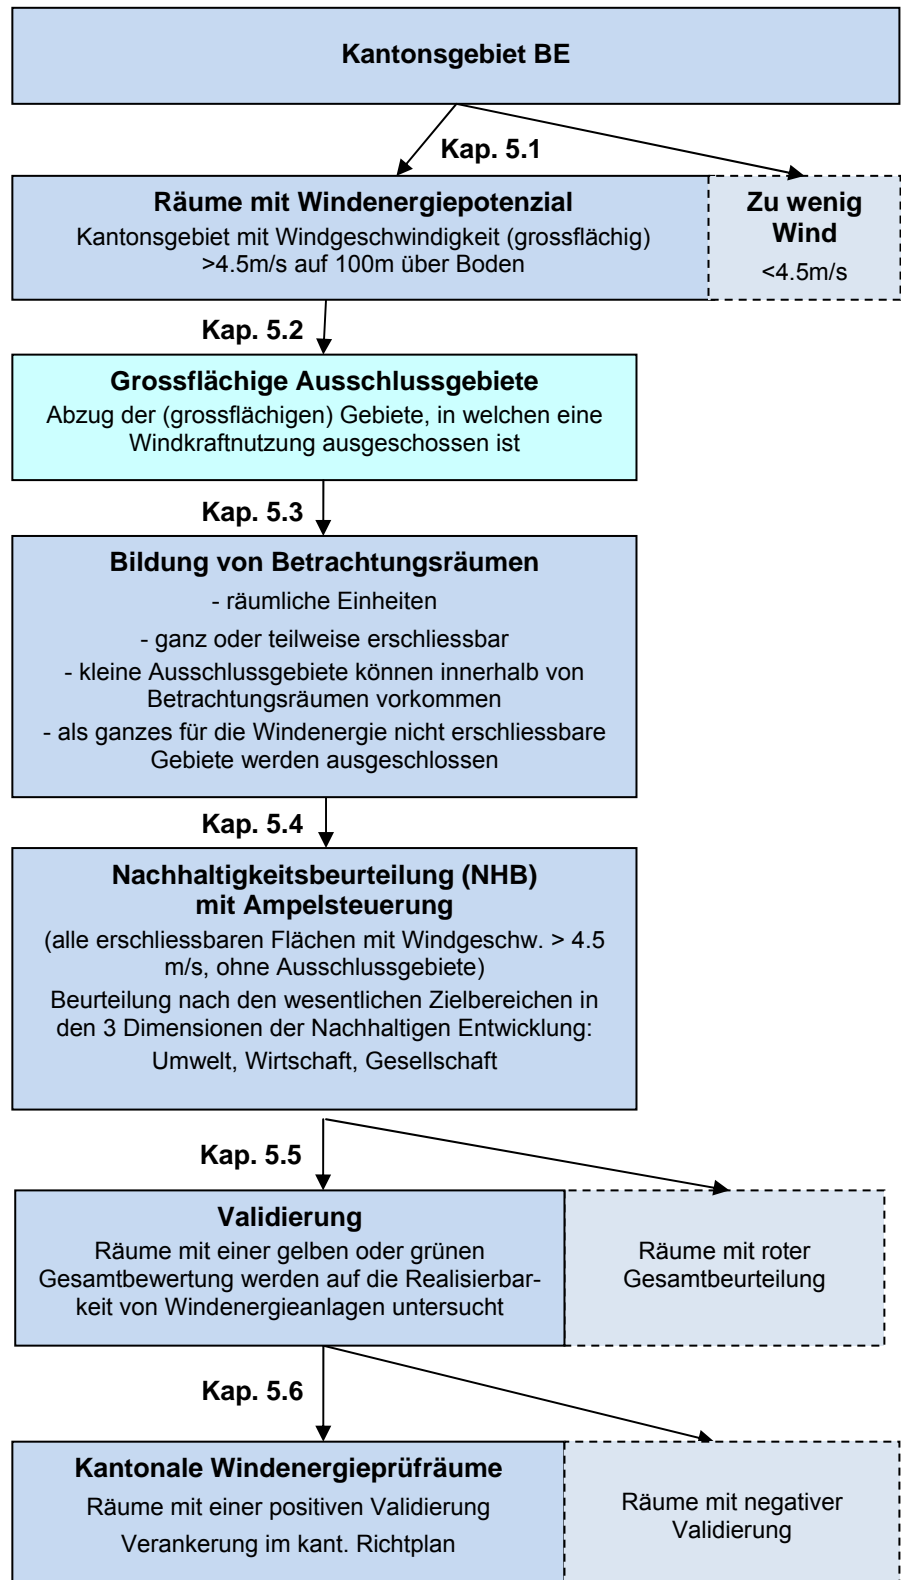 Kantonsgebiet BE
Kap. 5.1
Räume mit Windenergiepotenzial
Kantonsgebiet mit Windgeschwindigkeit (grossflächig)
>4.5m/s auf 100m über Boden
Zu wenig
Wind
<4.5m/s
Kap. 5.2
Grossflächige Ausschlussgebiete
Abzug der (grossflächigen) Gebiete, in welchen eine
Windkraftnutzung ausgeschossen ist
Kap. 5.3
Bildung von Betrachtungsräumen
- räumliche Einheiten
- ganz oder teilweise erschliessbar
- kleine Ausschlussgebiete können innerhalb von
Betrachtungsräumen vorkommen
- als ganzes für die Windenergie nicht erschliessbare
Gebiete werden ausgeschlossen
Kap. 5.4
Nachhaltigkeitsbeurteilung (NHB)
mit Ampelsteuerung
(alle erschliessbaren Flächen mit Windgeschw. > 4.5
m/s, ohne Ausschlussgebiete)
Beurteilung nach den wesentlichen Zielbereichen in
den 3 Dimensionen der Nachhaltigen Entwicklung:
Umwelt, Wirtschaft, Gesellschaft
Kap. 5.5
Validierung
Räume mit einer gelben oder grünen
Gesamtbewertung werden auf die Realisierbar-
keit von Windenergieanlagen untersucht
Räume mit roter
Gesamtbeurteilung
Kap. 5.6
Kantonale Windenergieprüfräume
Räume mit einer positiven Validierung
Verankerung im kant. Richtplan
Räume mit negativer
Validierung